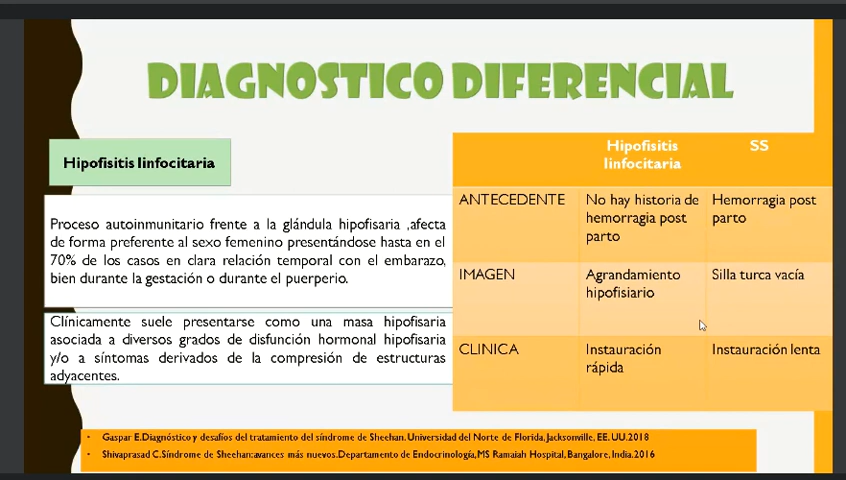 DIAGNOSTICO DIFERENCIAL
Hipofisitis linfocitaria
Proceso autoinmunitario frente a la glándula hipofisaria ,afecta
de forma preferente al sexo femenino presentándose hasta en el
70% de los casos en clara relación temporal con el embarazo,
bien durante la gestación o durante el puerperio.
Clínicamente suele presentarse como una masa hipofisaria
asociada a diversos grados de disfunción hormonal hipofisaria
y/o a síntomas derivados de la compresión de estructuras
adyacentes.
Hipofisitis
linfocitaria
SS
ANTECEDENTE
No hay historia de
hemorragia post
parto
Hemorragia post
parto
IMAGEN
Agrandamiento
hipofisiario
Silla turca vacía
CLINICA
Instauración
rápida
Instauración lenta
• Gaspar E.Diagnóstico y desafíos del tratamiento del síndrome de Sheehan. Universidad del Norte de Florida, Jacksonville, EE. UU.2018
• Shivaprasad C.Síndrome de Sheehan:avances más nuevos.Departamento de Endocrinología,MS Ramaiah Hospital, Bangalore, India.2016